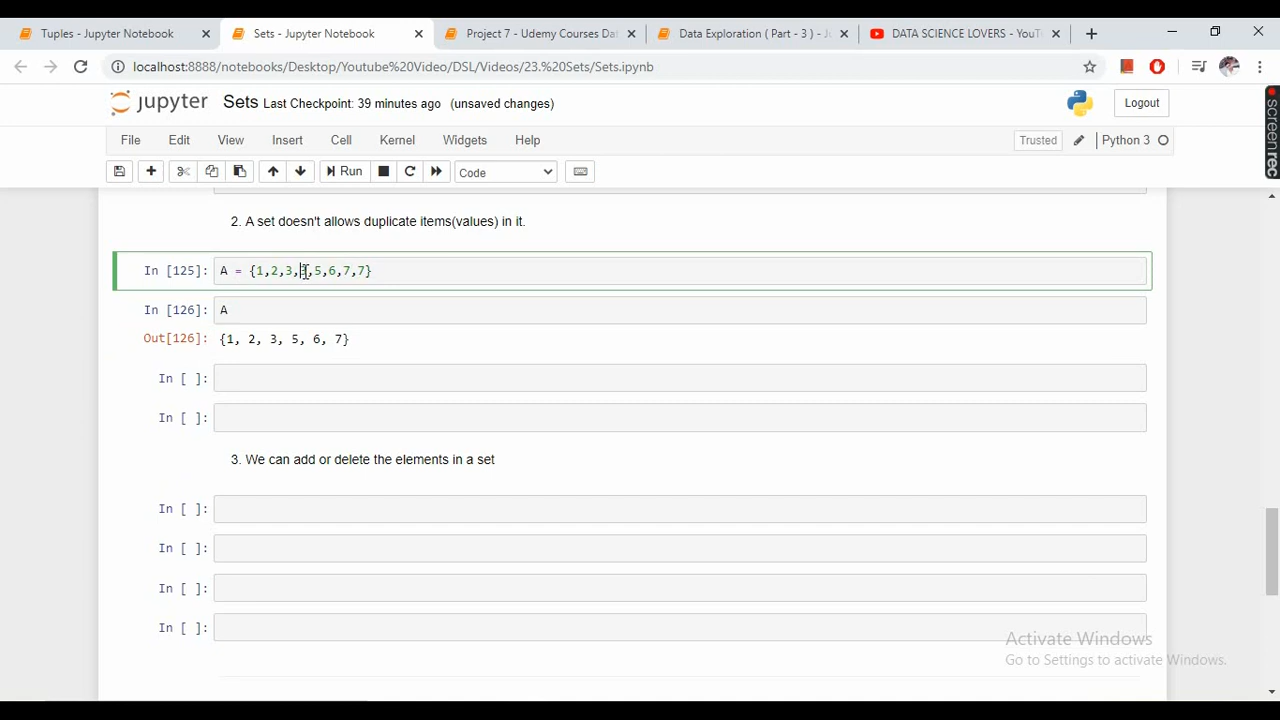 Tuples - Jupyter Notebook
Sets - Jupyter Notebook
Project 7 - Udemy Courses Dat
Data Exploration ( Part - 3 ) - Ju
DATA SCIENCE LOVERS - YouT
localhost:8888/notebooks/Desktop/Youtube%20Video/DSL/Videos/23.%20Sets/Sets.ipynb
jupyter Sets Last Checkpoint: 39 minutes ago (unsaved changes)
Logout
File Edit View Insert Cell Kernel Widgets Help
Trusted
Python 3
Run
Code
screenrec
2. A set doesn't allows duplicate items(values) in it.
In [125]: A = {1,2,3,3,5,6,7,7}
In [126]: A
Out[126]: {1, 2, 3, 5, 6, 7}
In [ ]:
In [ ]:
3. We can add or delete the elements in a set
In [ ]:
In [ ]:
In [ ]:
In [ ]:
Activate Windows
Go to Settings to activate Windows.